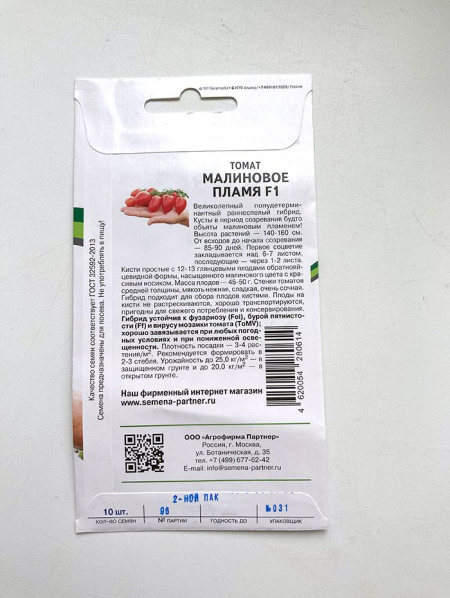 ТОМАТ
МАЛИНОВОЕ
ПЛАМЯ F1
Великолепный полудетерми-
нантный раннеспелый гибрид.
Кусты в период созревания будто
объяты малиновым пламенем!
Высота растений — 140-160 см.
От всходов до начала созревания
— 85-90 дней. Первое соцветие
закладывается над 6-7 листом,
последующие — через 1-2 листа.
Кисти простые с 12-13 глянцевыми плодами обратнояй-
цевидной формы, насыщенного малинового цвета с кра-
сивым носиком. Масса плодов — 45-50 г. Стенки томатов
средней толщины, мякоть нежная, сладкая, очень сочная.
Гибрид подходит для сбора плодов кистями. Плоды на
кисти не растрескиваются, хорошо транспортируются,
пригодны для свежего потребления и консервирования.
Гибрид устойчив к фузариозу (Fol), бурой пятнисто-
сти (Ff) и вирусу мозаики томата (ToMV);
хорошо завязывается при любых погод-
ных условиях и при пониженной осве-
щенности. Плотность посадки — 3-4 рас-
тения/м². Рекомендуется формировать в
2-3 стебля. Урожайность до 25,0 кг/м² — в
защищенном грунте и до 20,0 кг/м² — в
открытом грунте.
4 620054 280614
Наш фирменный интернет магазин
www.semena-partner.ru
Качество семян соответствует ГОСТ 32592-2013
Семена предназначены для посева. Не употреблять в пищу!
ООО «Агрофирма Партнер»
Россия, г. Москва,
ул. Ботаническая, д. 35
тел. +7 (499) 677-62-42
E-mail: info@semena-partner.ru
2-НОЙ ПАК
10 шт. 96 №031
КОЛ-ВО СЕМЯН № ПАРТИИ ГОДНОСТЬ ДО УПАКОВЩИК